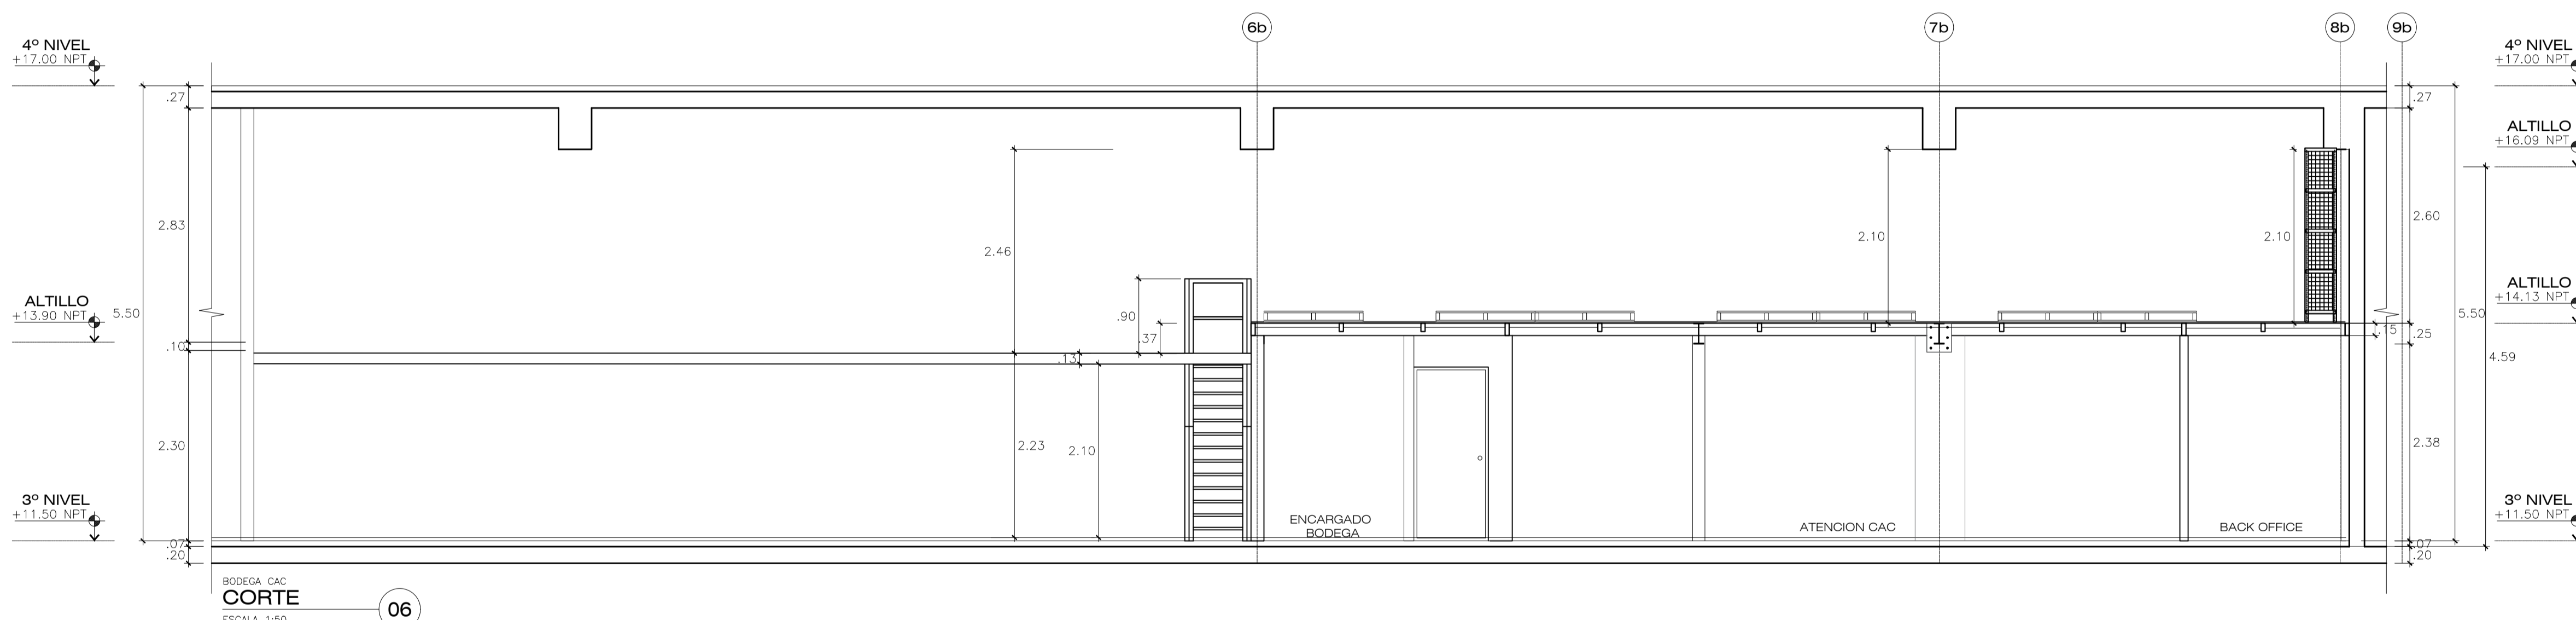 6b
7b
8b
9b
4º NIVEL
+17.00 NPT
4º NIVEL
+17.00 NPT
.27
.27
ALTILLO
+16.09 NPT
2.83
2.46
2.10
2.10
2.60
ALTILLO
+13.90 NPT
5.50
.90
.37
ALTILLO
+14.13 NPT
5.50
.15
.25
.10
.13
4.59
2.30
2.23
2.10
2.38
3º NIVEL
+11.50 NPT
ENCARGADO
BODEGA
ATENCION CAC
BACK OFFICE
3º NIVEL
+11.50 NPT
.07
.20
.07
.20
BODEGA CAC
CORTE
06
ESCALA 1:50